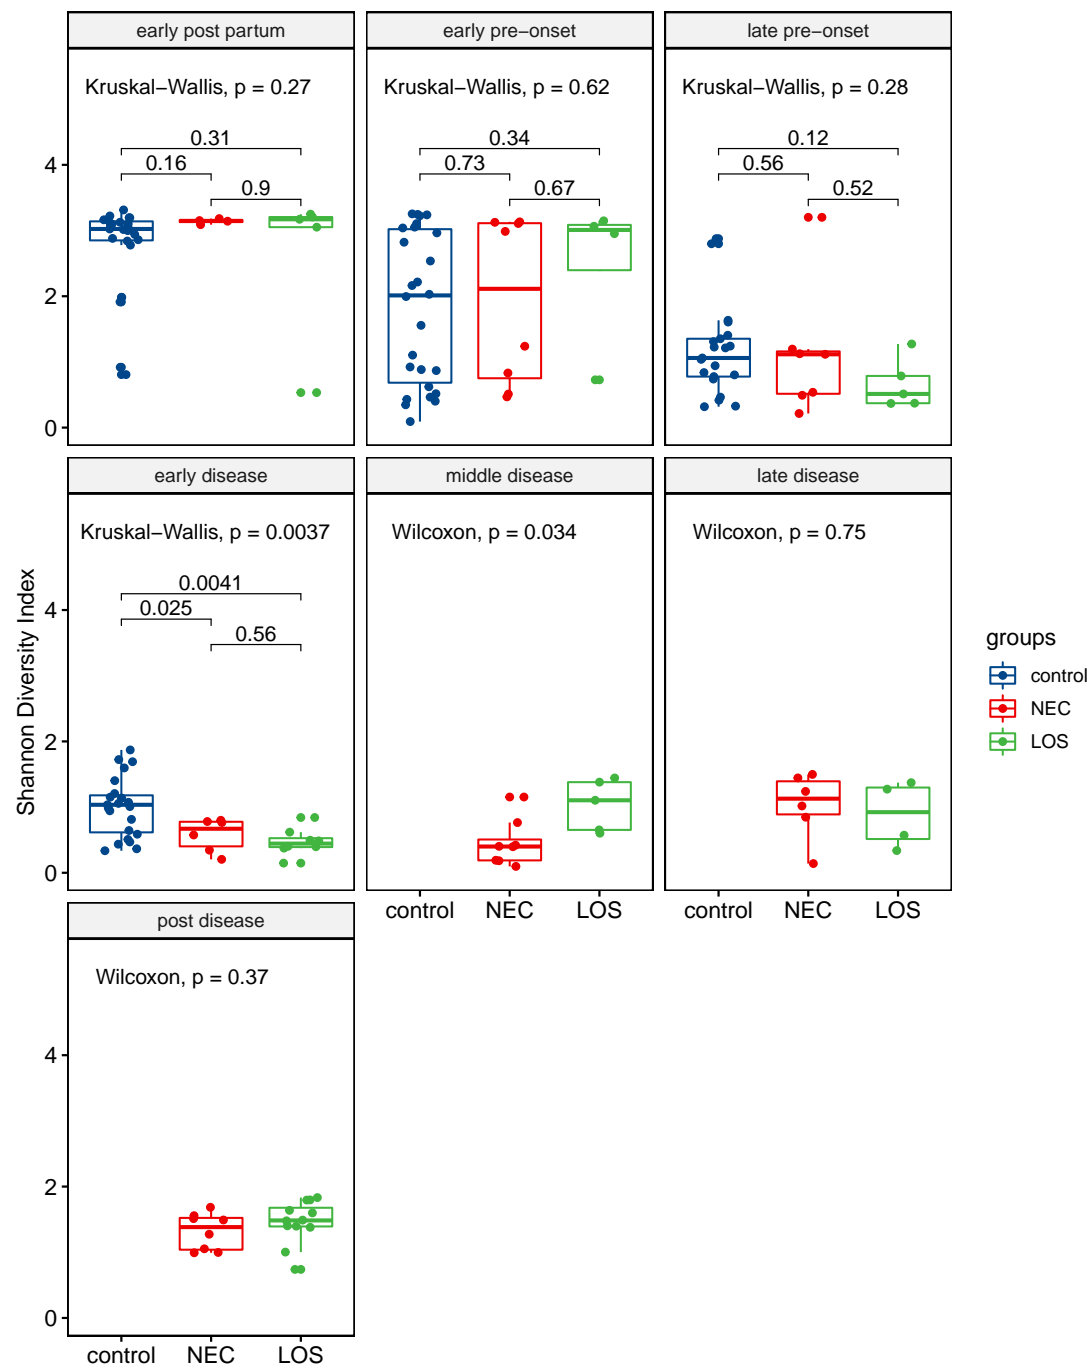 early post partum
early pre−onset
late pre−onset
Kruskal−Wallis, p = 0.27
Kruskal−Wallis, p = 0.62
Kruskal−Wallis, p = 0.28
0.31
0.16
0.9
0.34
0.73
0.67
0.12
0.56
0.52
4
2
0
early disease
middle disease
late disease
Kruskal−Wallis, p = 0.0037
Wilcoxon, p = 0.034
Wilcoxon, p = 0.75
0.0041
0.025
0.56
4
2
0
control NEC LOS
control NEC LOS
post disease
Wilcoxon, p = 0.37
4
2
0
control NEC LOS
Shannon Diversity Index
groups
control
NEC
LOS